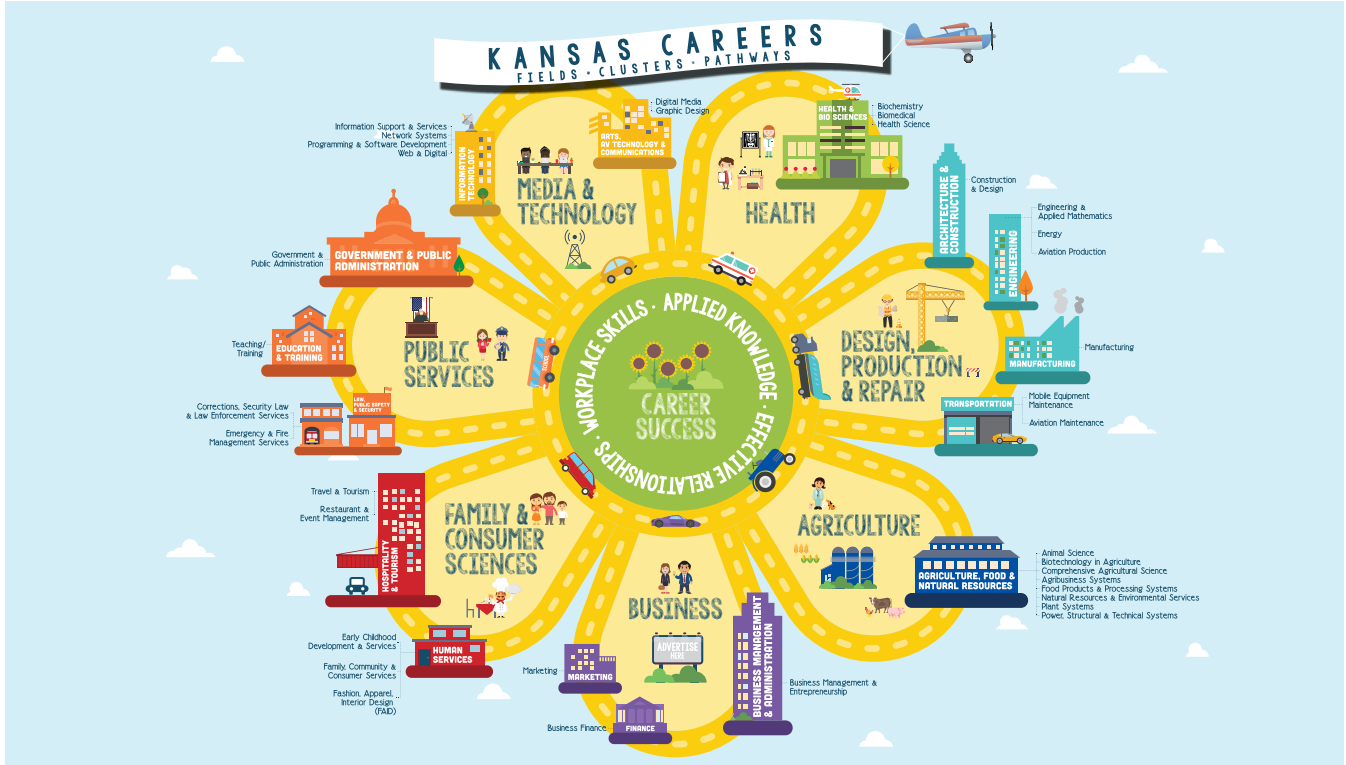 KANSAS CAREERS
FIELDS · CLUSTERS · PATHWAYS
Information Support & Services
Network Systems
Programming & Software Development
Web & Digital
INFORMATION
TECHNOLOGY
Digital Media
Graphic Design
ARTS,
AV TECHNOLOGY &
COMMUNICATIONS
MEDIA &
TECHNOLOGY
HEALTH &
BIO SCIENCES
Biochemistry
Biomedical
Health Science
HEALTH
ARCHITECTURE &
CONSTRUCTION
Construction
& Design
ENGINEERING
Engineering &
Applied Mathematics
Energy
Aviation Production
MANUFACTURING
Manufacturing
TRANSPORTATION
Mobile Equipment
Maintenance
Aviation Maintenance
DESIGN,
PRODUCTION
& REPAIR
Government &
Public Administration
GOVERNMENT & PUBLIC
ADMINISTRATION
Teaching/
Training
EDUCATION
& TRAINING
Corrections, Security Law
& Law Enforcement Services
Emergency & Fire
Management Services
LAW,
PUBLIC SAFETY
& SECURITY
PUBLIC
SERVICES
WORKPLACE SKILLS · APPLIED KNOWLEDGE · EFFECTIVE RELATIONSHIPS ·
CAREER
SUCCESS
Travel & Tourism
Restaurant &
Event Management
HOSPITALITY
& TOURISM
FAMILY &
CONSUMER
SCIENCES
Early Childhood
Development & Services
Family, Community &
Consumer Services
Fashion, Apparel,
Interior Design
(FAID)
HUMAN
SERVICES
AGRICULTURE
AGRICULTURE, FOOD &
NATURAL RESOURCES
Animal Science
Biotechnology in Agriculture
Comprehensive Agricultural Science
Agribusiness Systems
Food Products & Processing Systems
Natural Resources & Environmental Services
Plant Systems
Power, Structural & Technical Systems
BUSINESS
ADVERTISE
HERE
Marketing
MARKETING
Business Finance
FINANCE
BUSINESS MANAGEMENT
& ADMINISTRATION
Business Management &
Entrepreneurship